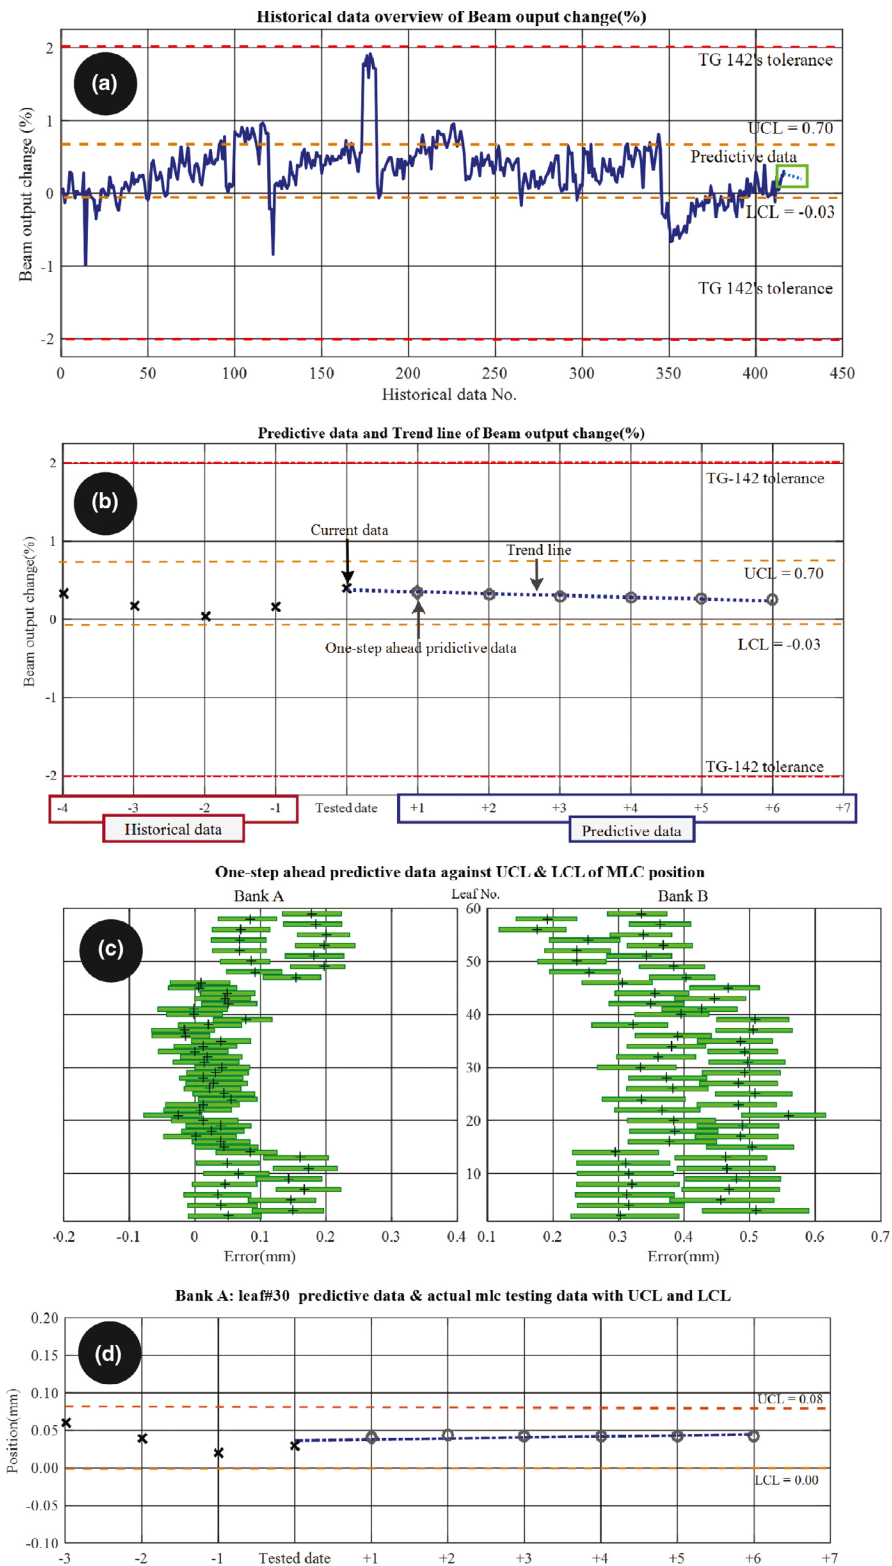 Historical data overview of Beam ouput change(%)
(a)
Beam output change (%)
2
1
0
-1
-2
TG 142's tolerance
UCL = 0.70
Predictive data
LCL = -0.03
TG 142's tolerance
0 50 100 150 200 250 300 350 400 450
Historical data No.
Predictive data and Trend line of Beam output change(%)
(b)
Beam output change(%)
2
1
0
-1
-2
TG-142 tolerance
Current data
Trend line
UCL = 0.70
One-step ahead pridictive data
LCL = -0.03
TG-142 tolerance
-4 -3 -2 -1 Tested date +1 +2 +3 +4 +5 +6 +7
Historical data
Predictive data
One-step ahead predictive data against UCL & LCL of MLC position
Bank A Leaf No. Bank B
(c)
60
50
40
30
20
10
-0.2 -0.1 0 0.1 0.2 0.3 0.4 0.1 0.2 0.3 0.4 0.5 0.6 0.7
Error(mm) Error(mm)
Bank A: leaf#30 predictive data & actual mlc testing data with UCL and LCL
(d)
Position(mm)
0.20
0.15
0.10
0.05
0.00
-0.05
-0.10
UCL = 0.08
LCL = 0.00
-3 -2 -1 Tested date +1 +2 +3 +4 +5 +6 +7